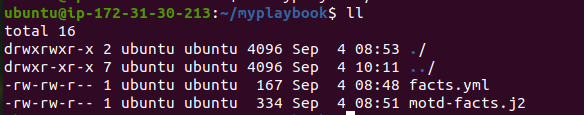 ubuntu@ip-172-31-30-213:~/myplaybook$ ll
total 16
drwxrwxr-x 2 ubuntu ubuntu 4096 Sep  4 08:53 ./
drwxr-xr-x 7 ubuntu ubuntu 4096 Sep  4 10:11 ../
-rw-rw-r-- 1 ubuntu ubuntu  167 Sep  4 08:48 facts.yml
-rw-rw-r-- 1 ubuntu ubuntu  334 Sep  4 08:51 motd-facts.j2